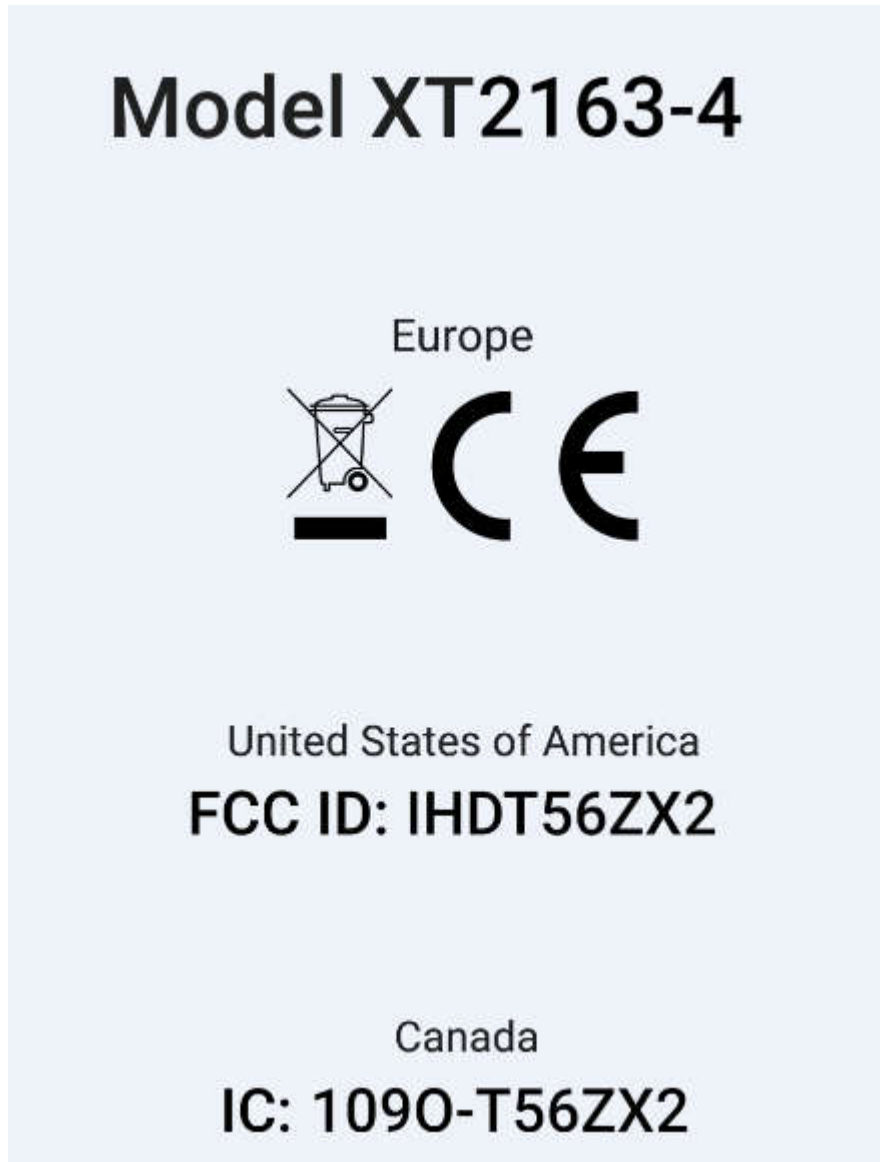 Model XT2163-4
Europe
CE
United States of America
FCC ID: IHDT56ZX2
Canada
IC: 109O-T56ZX2